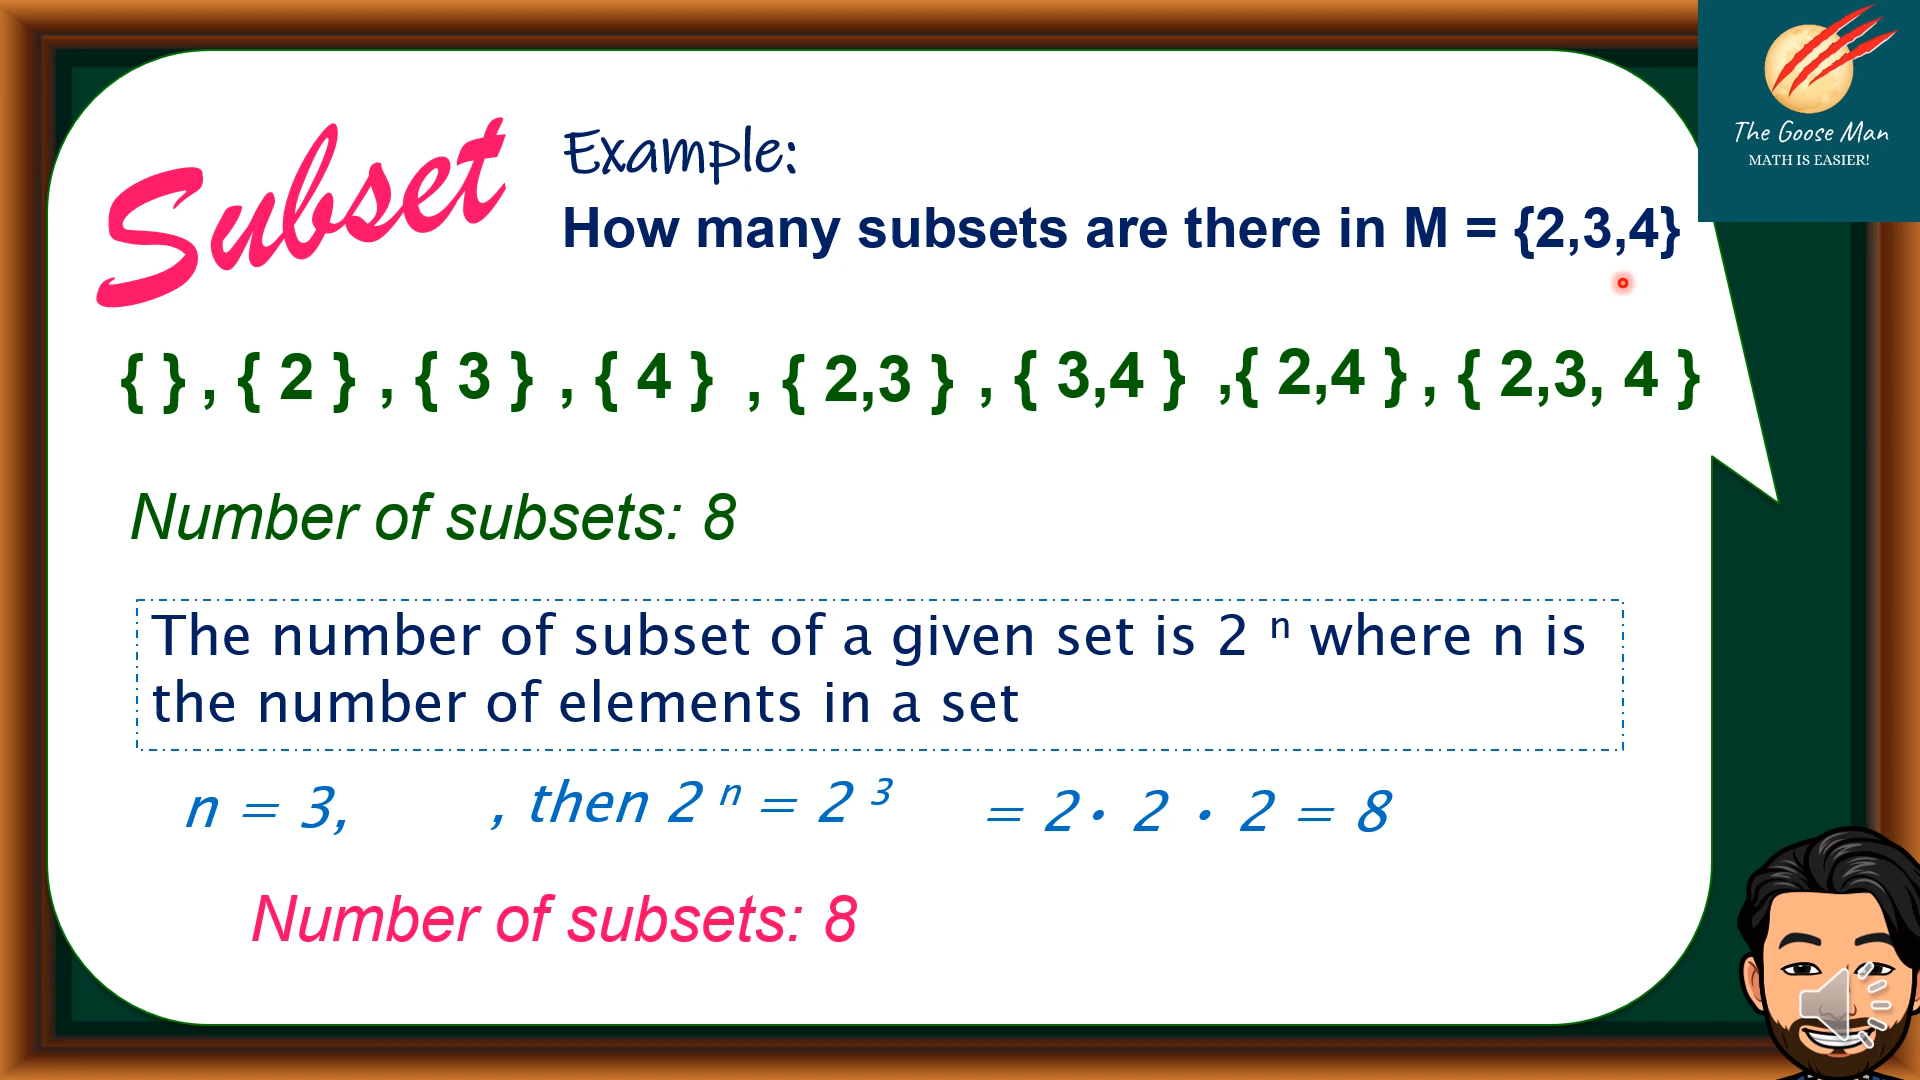 The Goose Man
MATH IS EASIER!
Subset
Example:
How many subsets are there in M = {2,3,4}
{ } , { 2 } , { 3 } , { 4 } , { 2,3 } , { 3,4 } ,{ 2,4 } , { 2,3, 4 }
Number of subsets: 8
The number of subset of a given set is 2 ⁿ where n is
the number of elements in a set
n = 3, , then 2 ⁿ = 2 ³ = 2 • 2 • 2 = 8
Number of subsets: 8